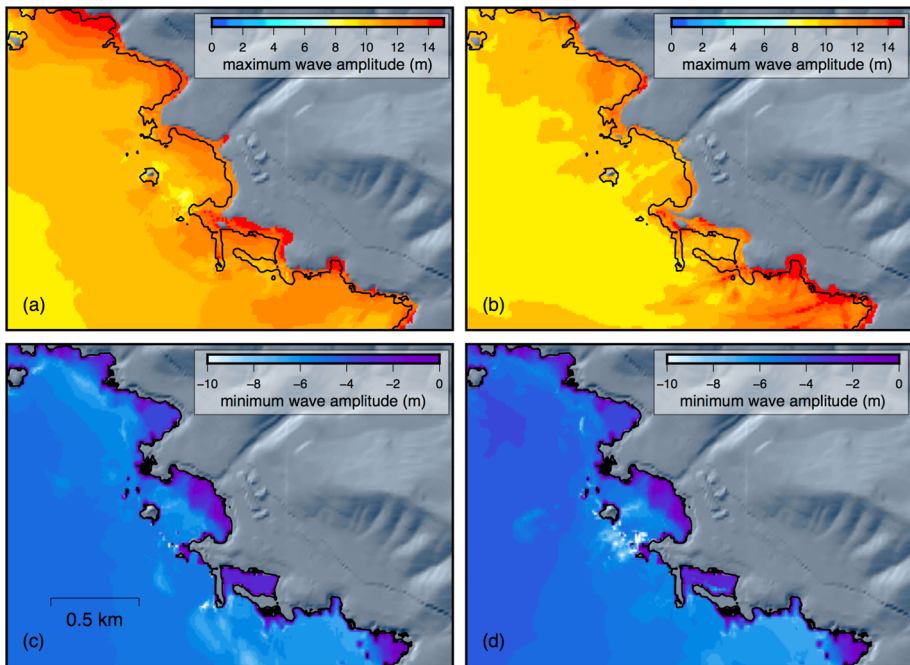 0 2 4 6 8 10 12 14
maximum wave amplitude (m)
(a)
0 2 4 6 8 10 12 14
maximum wave amplitude (m)
(b)
−10 −8 −6 −4 −2 0
minimum wave amplitude (m)
0.5 km
(c)
−10 −8 −6 −4 −2 0
minimum wave amplitude (m)
(d)